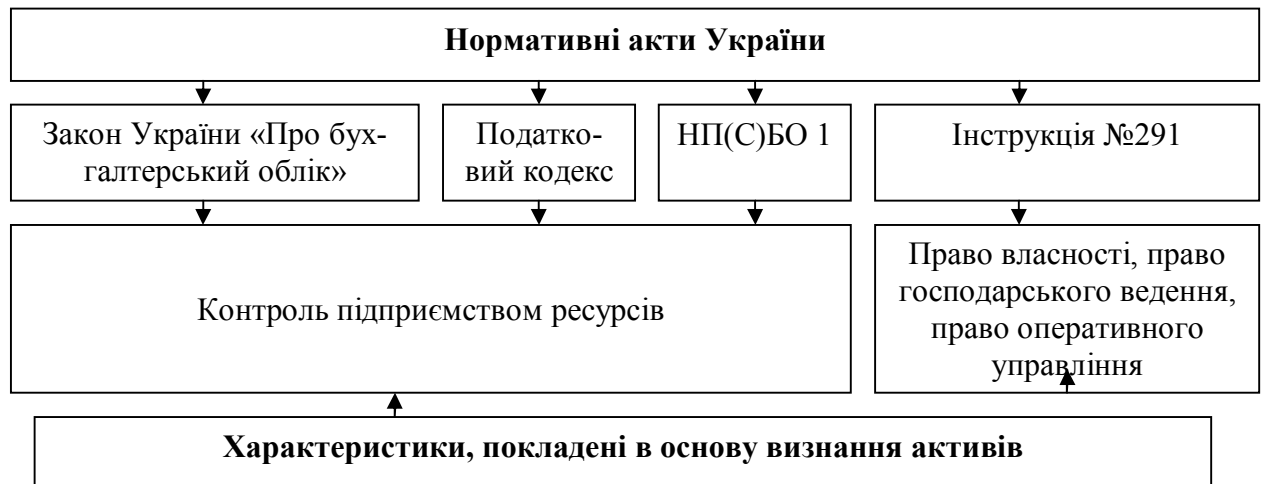 Нормативні акти України
Закон України «Про бух-
галтерський облік»
Податко-
вий кодекс
НП(С)БО 1
Інструкція №291
Контроль підприємством ресурсів
Право власності, право
господарського ведення,
право оперативного
управління
Характеристики, покладені в основу визнання активів